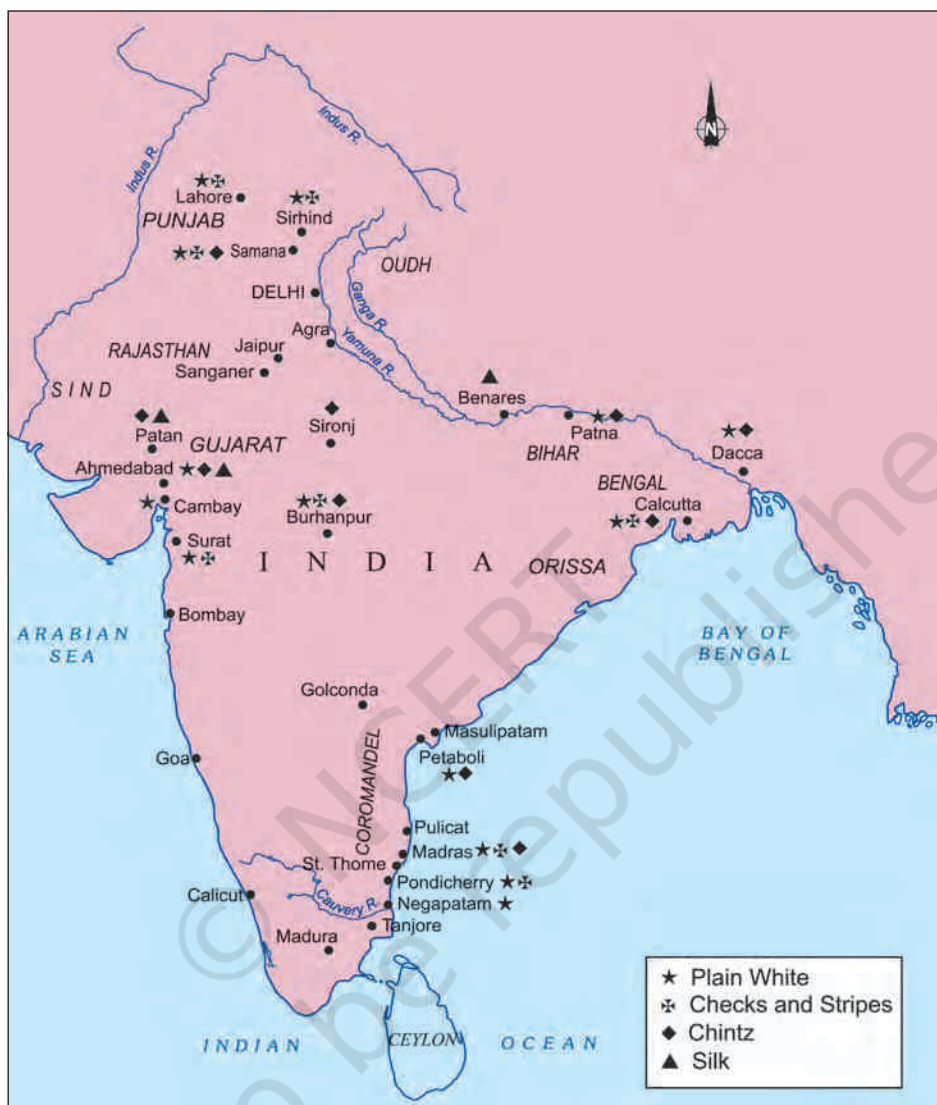 Indus R.
Indus R.
Lahore
PUNJAB
Sirhind
Samana
OUDH
DELHI
Ganga R.
Yamuna R.
Agra
RAJASTHAN
Jaipur
Sanganer
SIND
Benares
Patan
GUJARAT
Sironj
Patna
BIHAR
Dacca
Ahmedabad
Cambay
BENGAL
Calcutta
Burhanpur
Surat
INDIA
ORISSA
Bombay
ARABIAN
SEA
BAY OF
BENGAL
Golconda
Masulipatam
Petaboli
Goa
COROMANDEL
Pulicat
Madras
St. Thome
Pondicherry
Calicut
Cauvery R.
Negapatam
Tanjore
Madura
CEYLON
INDIAN OCEAN
N
Plain White
Checks and Stripes
Chintz
Silk
© NCERT
o be republishe